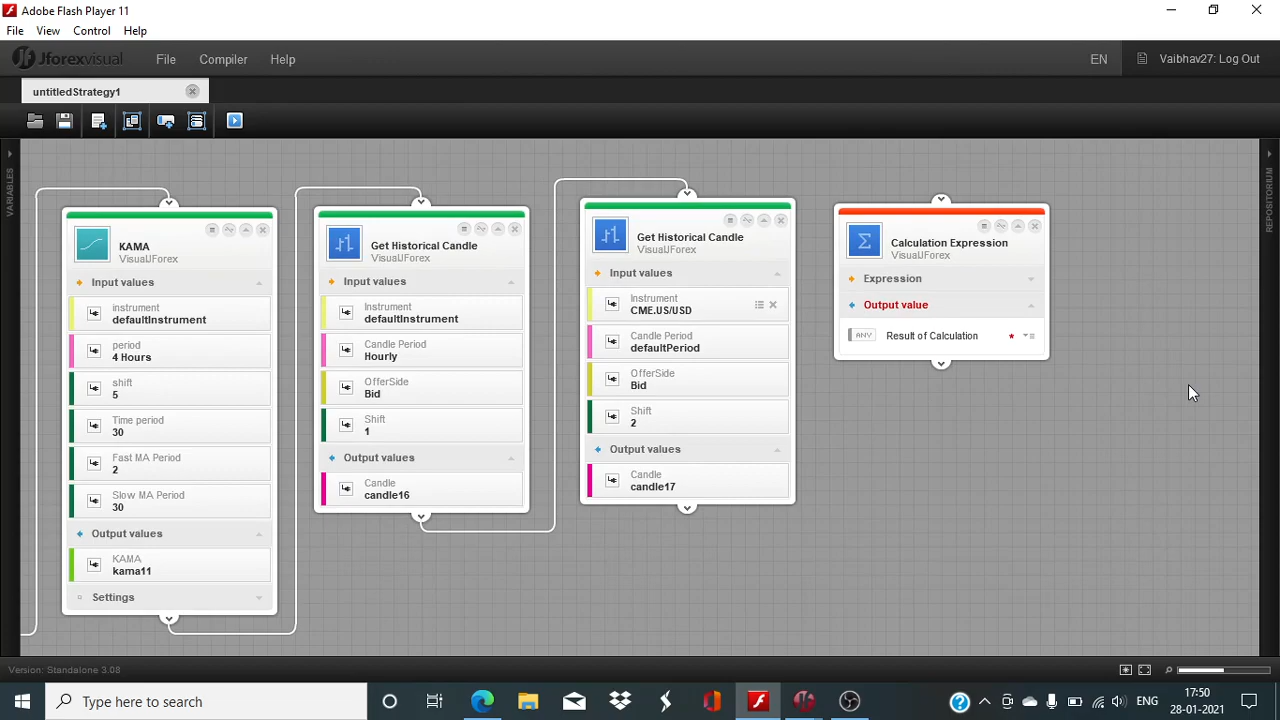 Adobe Flash Player 11
File View Control Help
Jforexvisual File Compiler Help EN Vaibhav27: Log Out
untitledStrategy1
VARIABLES
REPOSITORIUM
KAMA
VisualJForex
Input values
instrument
defaultInstrument
period
4 Hours
shift
5
Time period
30
Fast MA Period
2
Slow MA Period
30
Output values
KAMA
kama11
Settings
Get Historical Candle
VisualJForex
Input values
Instrument
defaultInstrument
Candle Period
Hourly
OfferSide
Bid
Shift
1
Output values
Candle
candle16
Get Historical Candle
VisualJForex
Input values
Instrument
CME.US/USD
Candle Period
defaultPeriod
OfferSide
Bid
Shift
2
Output values
Candle
candle17
Calculation Expression
VisualJForex
Expression
Output value
ANY Result of Calculation *
Version: Standalone 3.08
Type here to search
ENG
17:50
28-01-2021